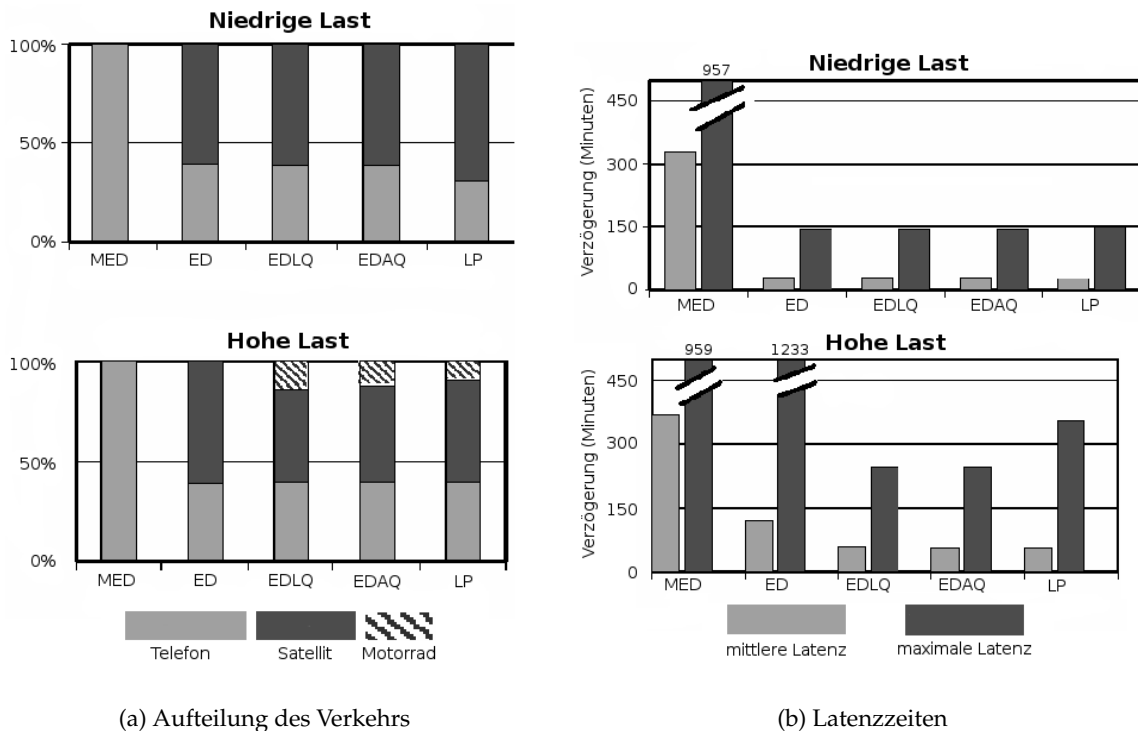 Niedrige Last
100%
50%
0%
MED ED EDLQ EDAQ LP
Hohe Last
100%
50%
0%
MED ED EDLQ EDAQ LP
Telefon Satellit Motorrad
(a) Aufteilung des Verkehrs
Niedrige Last
957
Verzögerung (Minuten)
450
300
150
0
MED ED EDLQ EDAQ LP
Hohe Last
959 1233
Verzögerung (Minuten)
450
300
150
0
MED ED EDLQ EDAQ LP
mittlere Latenz maximale Latenz
(b) Latenzzeiten